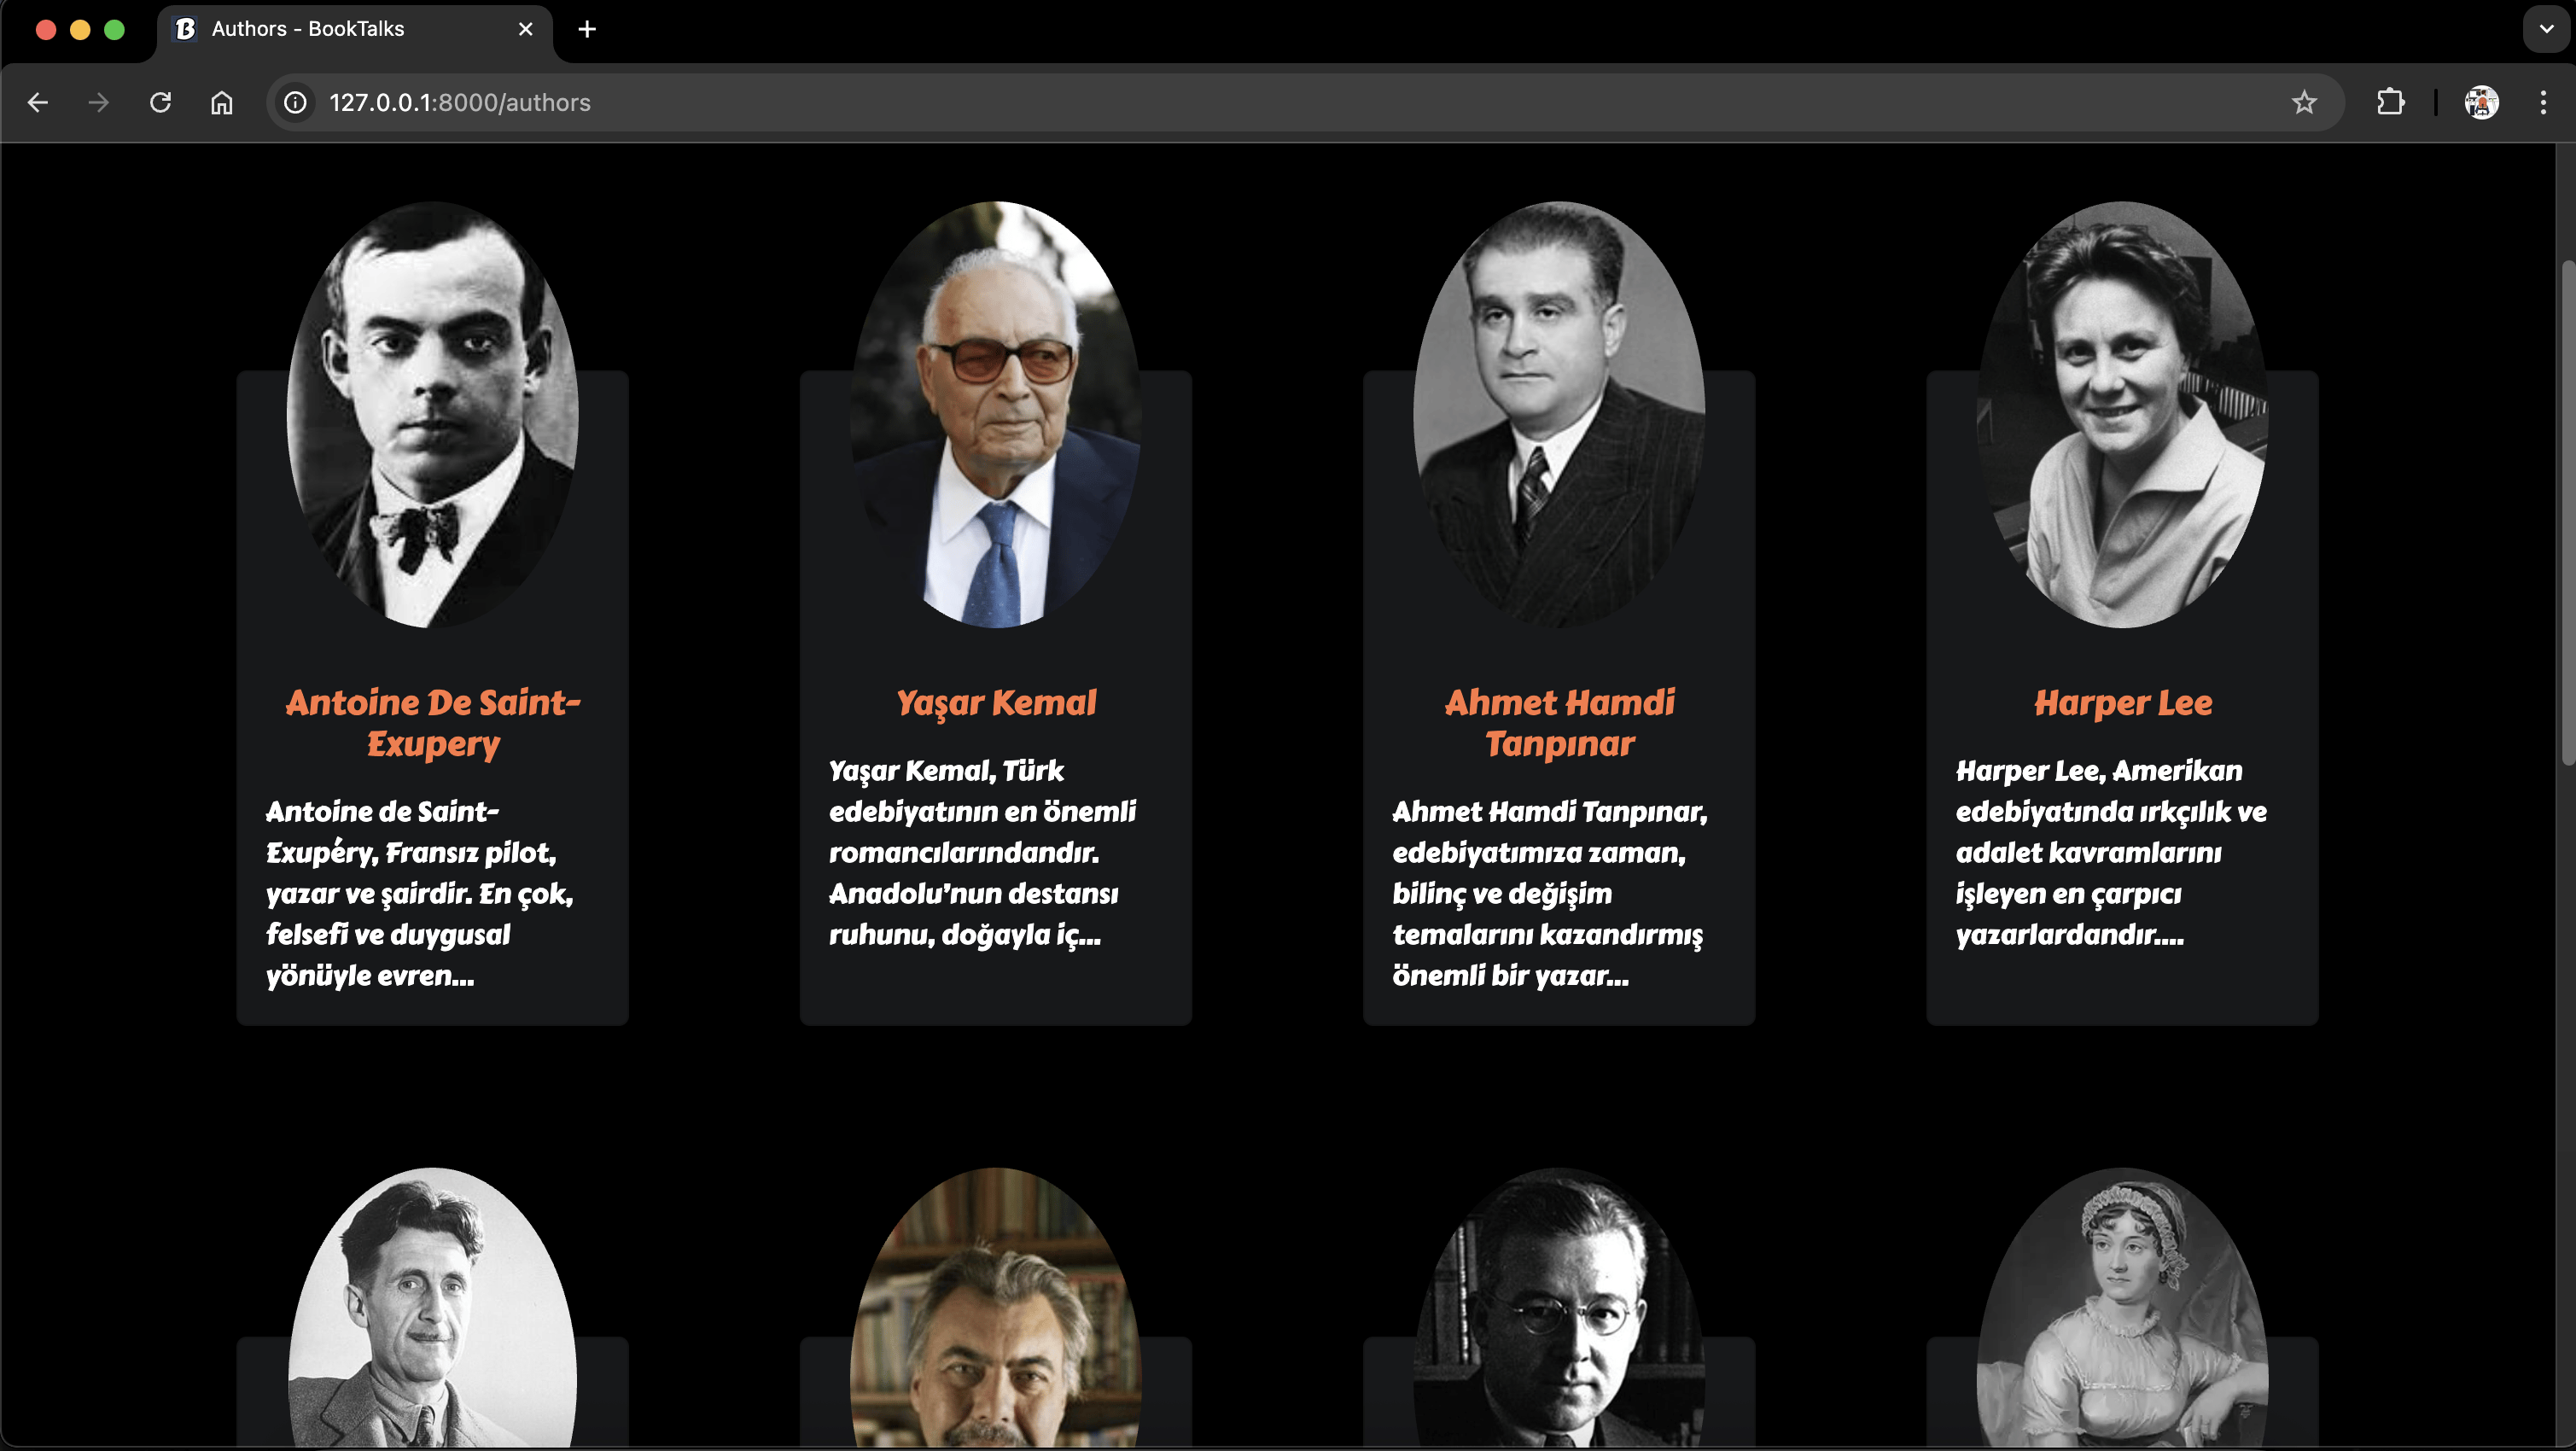 Authors - BookTalks
127.0.0.1:8000/authors
Antoine De Saint-
Exupery
Antoine de Saint-
Exupéry, Fransız pilot,
yazar ve şairdir. En çok,
felsefi ve duygusal
yönüyle evren...
Yaşar Kemal
Yaşar Kemal, Türk
edebiyatının en önemli
romancılarındandır.
Anadolu'nun destansı
ruhunu, doğayla iç...
Ahmet Hamdi
Tanpınar
Ahmet Hamdi Tanpınar,
edebiyatımıza zaman,
bilinç ve değişim
temalarını kazandırmış
önemli bir yazar...
Harper Lee
Harper Lee, Amerikan
edebiyatında ırkçılık ve
adalet kavramlarını
işleyen en çarpıcı
yazarlardandır....